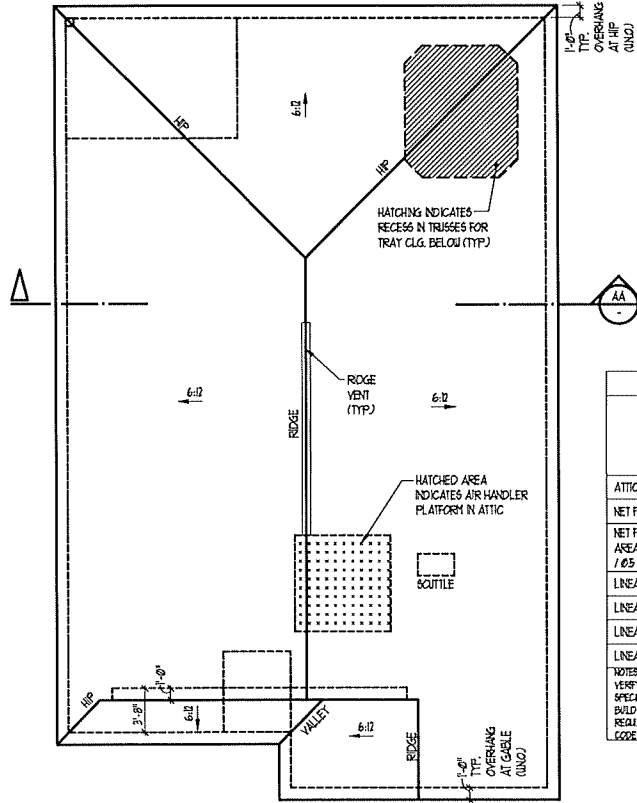 1'-0"
TYP.
OVERHANG
AT HIP
(U.N.O.)
6:12
HIP
HIP
HATCHING INDICATES
RECESS IN TRUSSES FOR
TRAY CLG. BELOW (TYP.)
AA
-
RIDGE
VENT
(TYP.)
6:12
6:12
RIDGE
HATCHED AREA
INDICATES AIR HANDLER
PLATFORM IN ATTIC
SCUTTLE
ATTIC
NET F
NET F
AREA
/ 0.5
LINEA
LINEA
LINEA
LINEA
NOTES
VERIF
SPECI
BUILD
REQUI
CODE
HIP
3'-8"
1'-0"
6:12
VALLEY
6:12
RIDGE
1'-0"
TYP.
OVERHANG
AT GABLE
(U.N.O.)